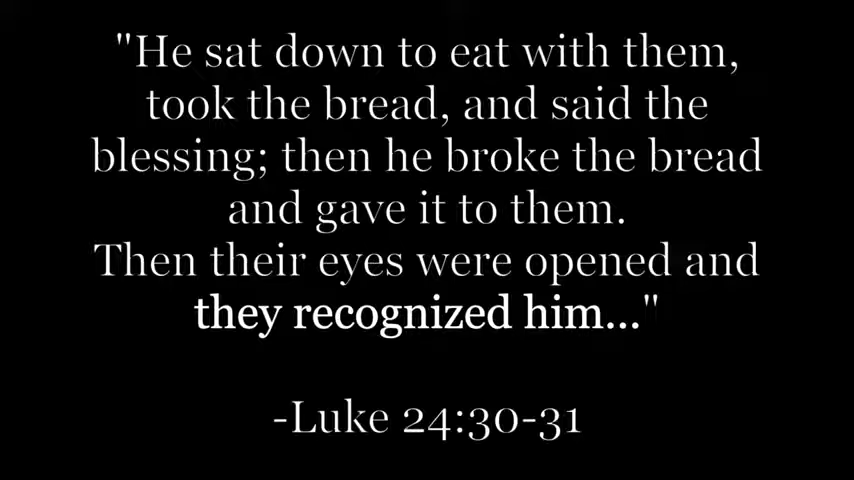 "He sat down to eat with them,
took the bread, and said the
blessing; then he broke the bread
and gave it to them.
Then their eyes were opened and
they recognized him..."
-Luke 24:30-31